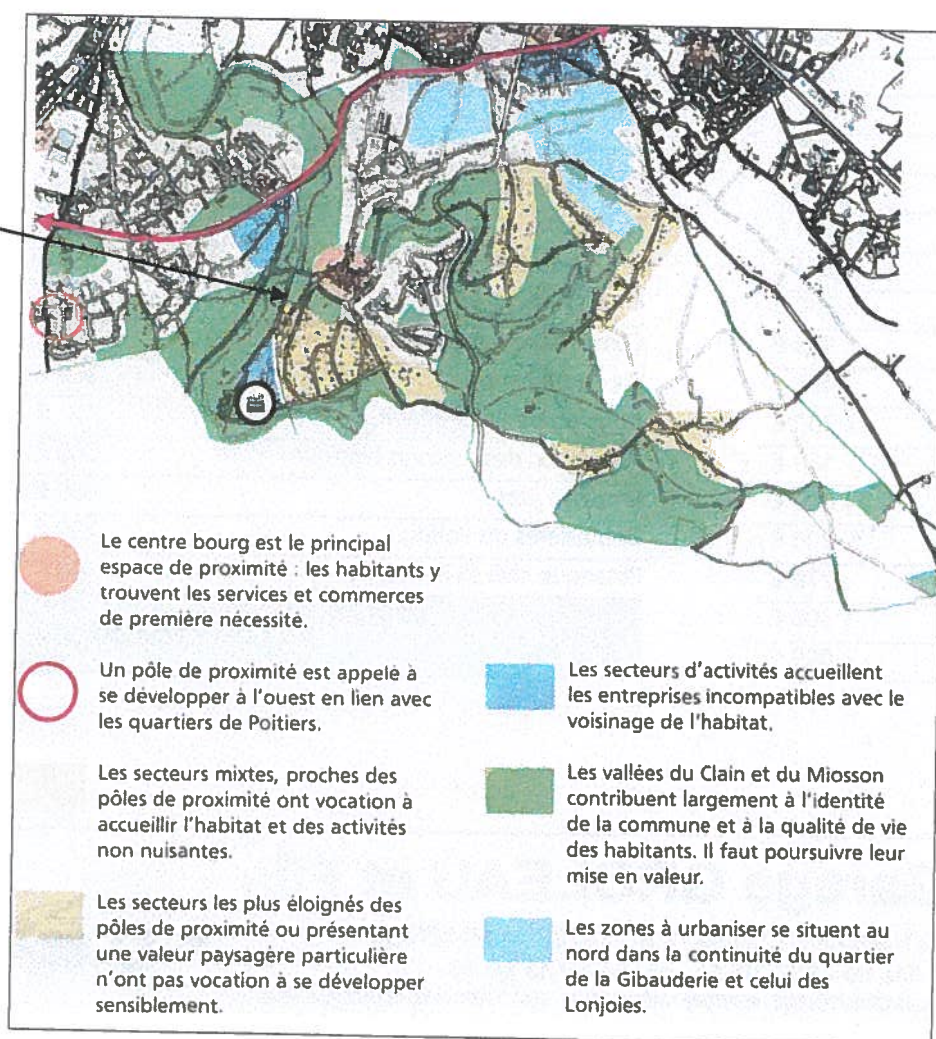 Le centre bourg est le principal
espace de proximité : les habitants y
trouvent les services et commerces
de première nécessité.
Un pôle de proximité est appelé à
se développer à l'ouest en lien avec
les quartiers de Poitiers.
Les secteurs mixtes, proches des
pôles de proximité ont vocation à
accueillir l'habitat et des activités
non nuisantes.
Les secteurs les plus éloignés des
pôles de proximité ou présentant
une valeur paysagère particulière
n'ont pas vocation à se développer
sensiblement.
Les secteurs d'activités accueillent
les entreprises incompatibles avec le
voisinage de l'habitat.
Les vallées du Clain et du Miosson
contribuent largement à l'identité
de la commune et à la qualité de vie
des habitants. Il faut poursuivre leur
mise en valeur.
Les zones à urbaniser se situent au
nord dans la continuité du quartier
de la Gibauderie et celui des
Lonjoies.